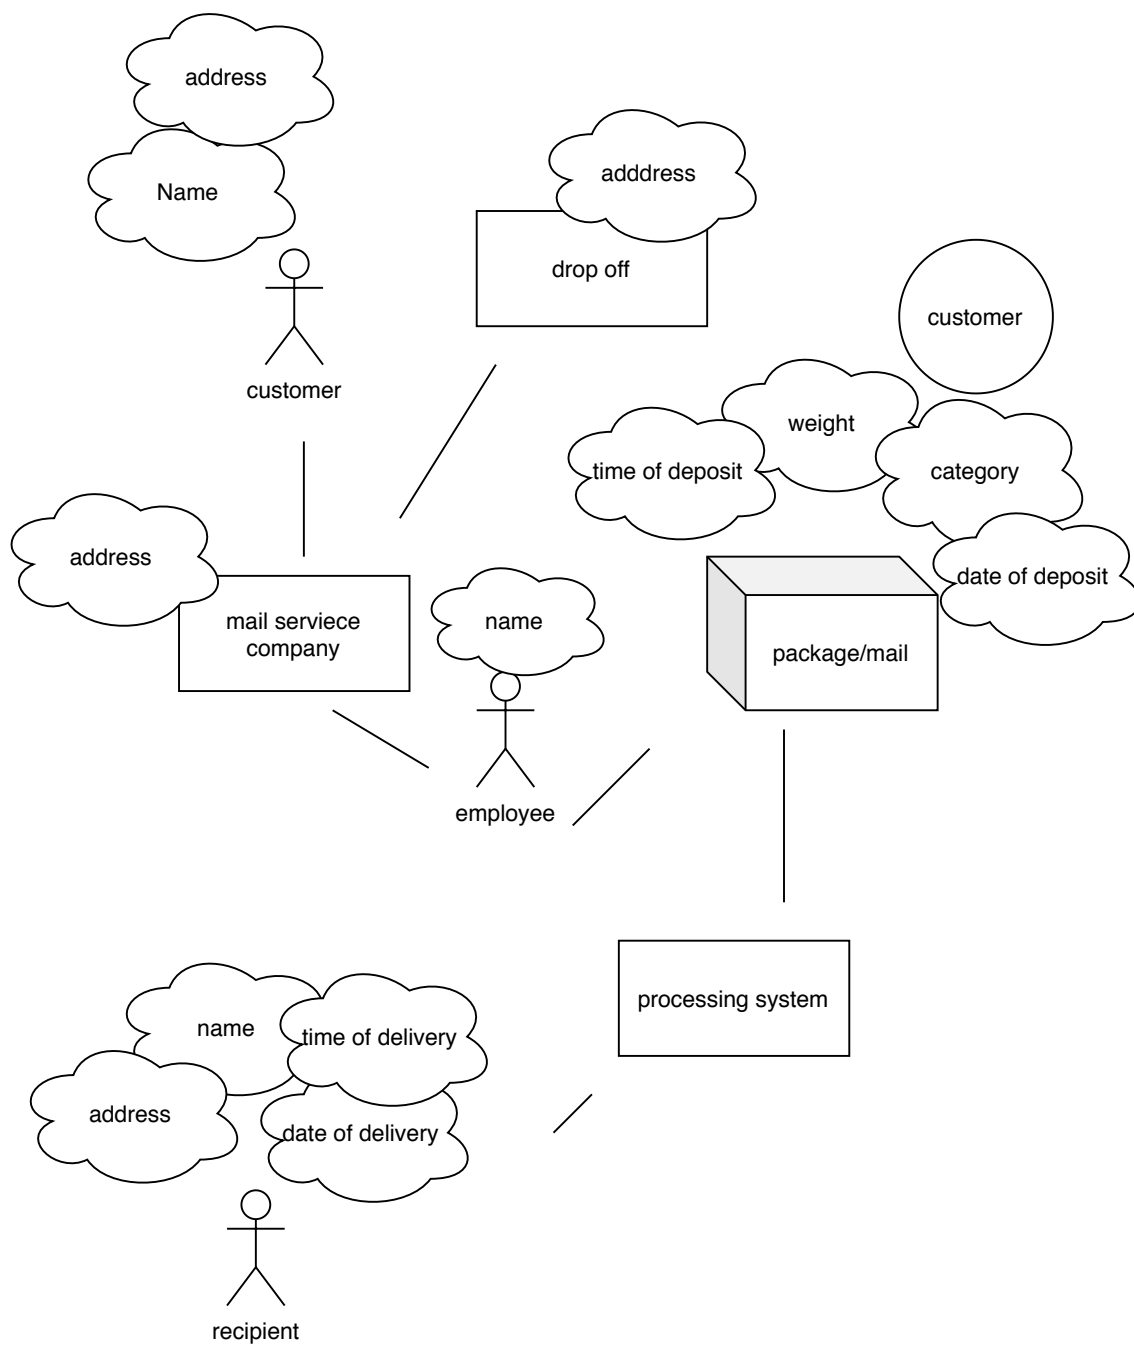 address
Name
adddress
drop off
customer
customer
weight
time of deposit
category
address
date of deposit
mail serviece
company
name
package/mail
employee
processing system
name
time of delivery
address
date of delivery
recipient